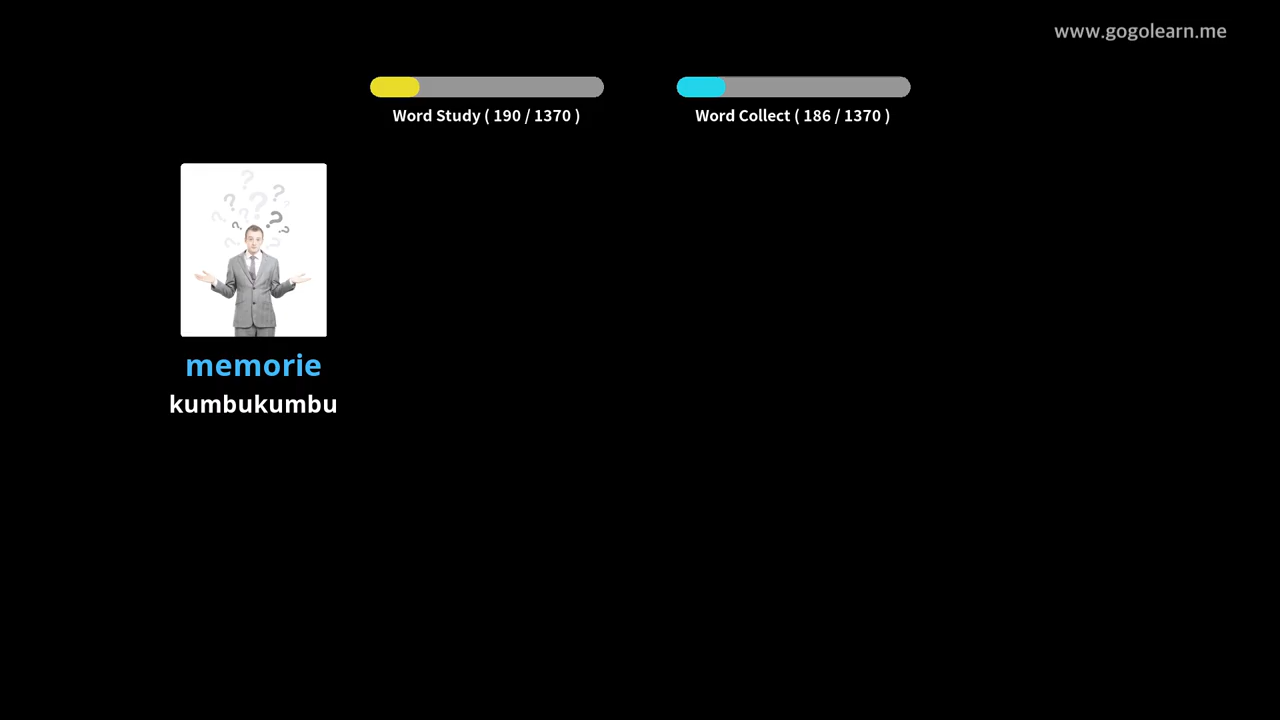 www.gogolearn.me
Word Study ( 190 / 1370 )
Word Collect ( 186 / 1370 )
? ? ? ? ? ? ? ? ? ? ? ?
memorie
kumbukumbu